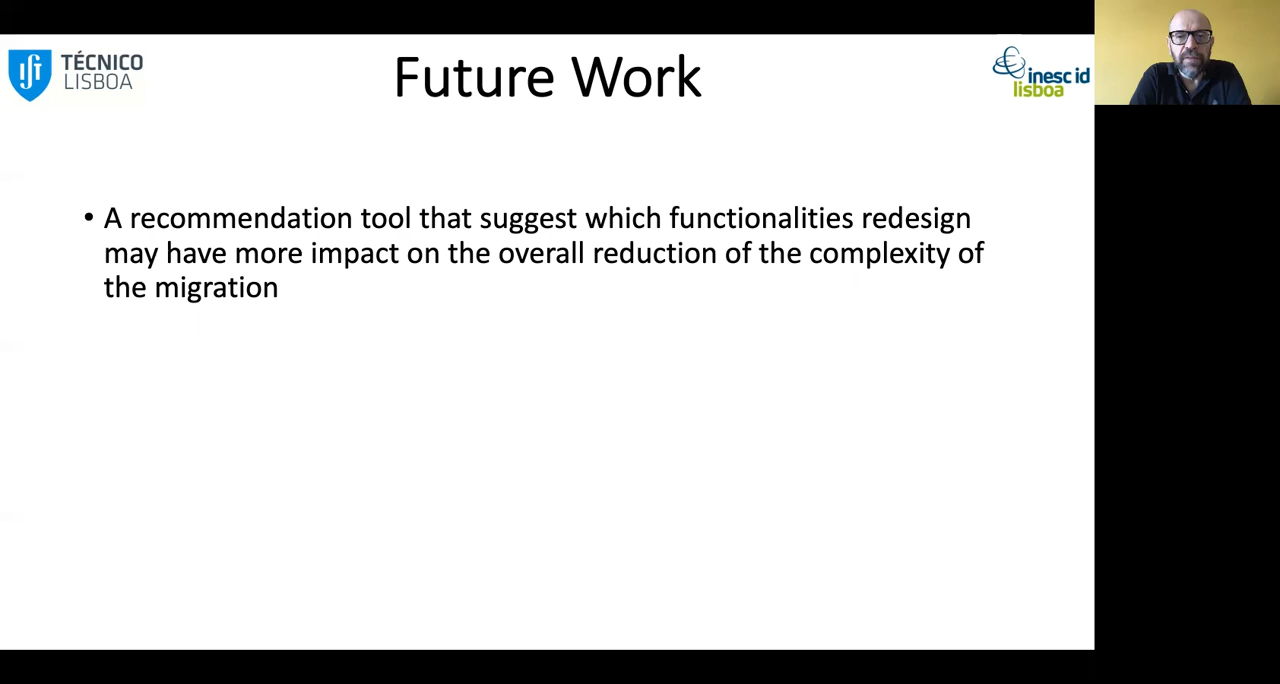 TÉCNICO
LISBOA
Future Work
inesc id
lisboa
• A recommendation tool that suggest which functionalities redesign
may have more impact on the overall reduction of the complexity of
the migration